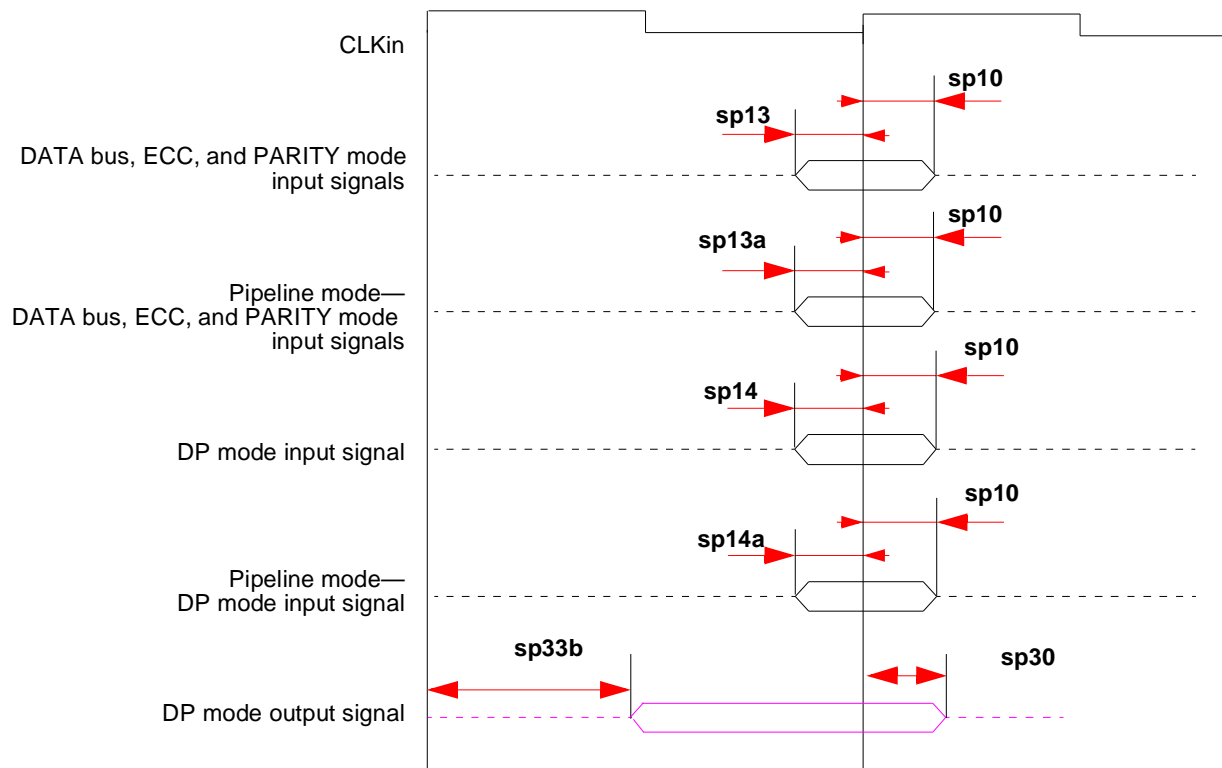 CLKin
sp10
sp13
DATA bus, ECC, and PARITY mode
input signals
sp10
sp13a
Pipeline mode—
DATA bus, ECC, and PARITY mode
input signals
sp10
sp14
DP mode input signal
sp10
sp14a
Pipeline mode—
DP mode input signal
sp33b
sp30
DP mode output signal